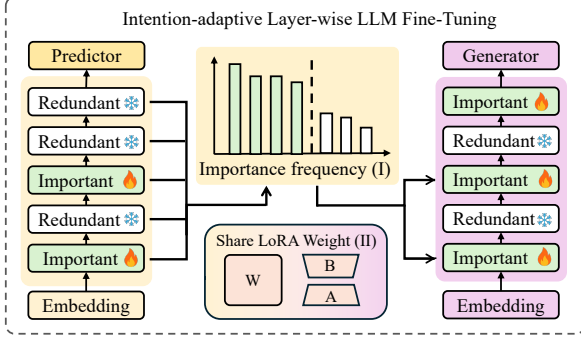 Intention-adaptive Layer-wise LLM Fine-Tuning
Predictor
Redundant
Redundant
Important
Redundant
Important
Embedding
Importance frequency (I)
Share LoRA Weight (II)
W
B
A
Generator
Important
Redundant
Important
Redundant
Important
Embedding